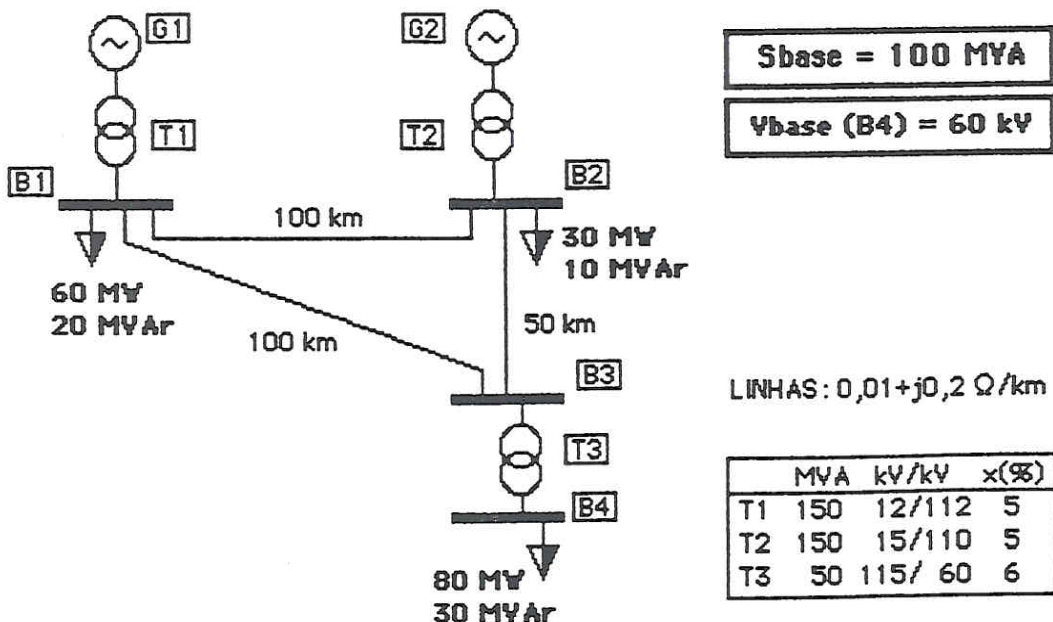 G1
G2
Sbase = 100 MVA
Vbase (B4) = 60 kV
T1
T2
B1
B2
100 km
30 MW
10 MVAr
60 MW
20 MVAr
100 km
50 km
B3
LINHAS: 0,01+j0,2 Ω/km
T3
B4
80 MW
30 MVAr
MVA kV/kV x(%)
T1 150 12/112 5
T2 150 15/110 5
T3 50 115/ 60 6